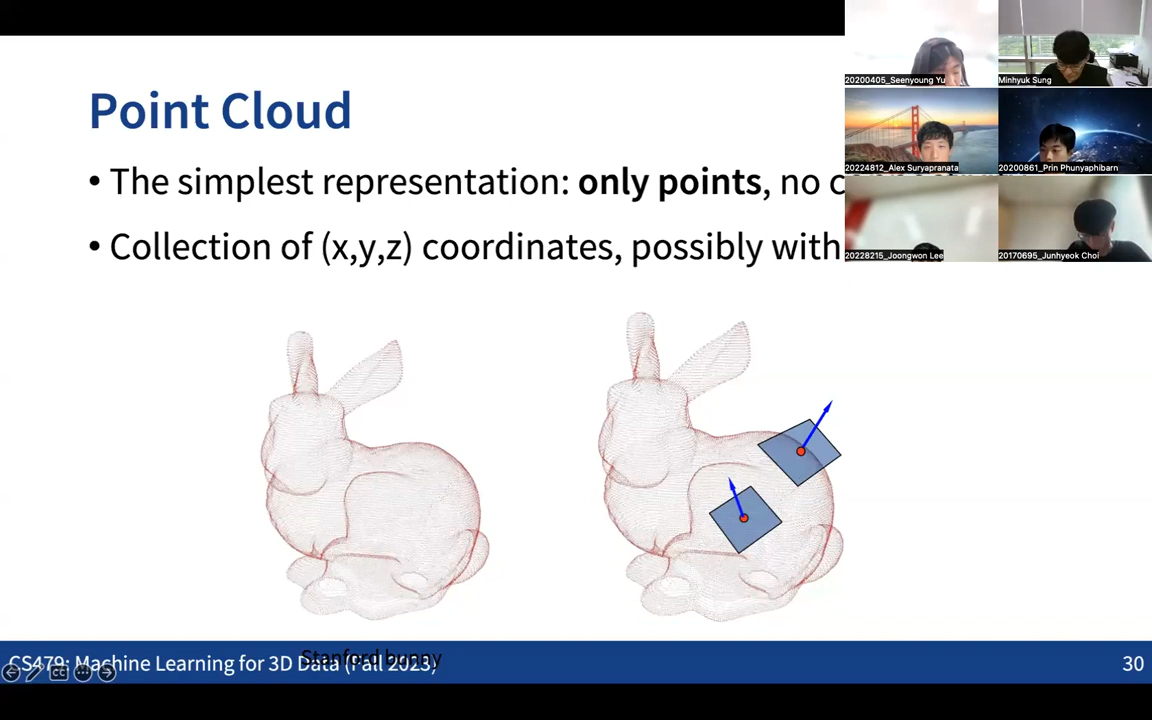 Point Cloud
• The simplest representation: only points, no c
• Collection of (x,y,z) coordinates, possibly with
20200405_Seenyoung Yu
Minhyuk Sung
20224812_Alex Suryapranata
20200861_Prin Phunyaphibarn
20228215_Joongwon Lee
20170695_Junhyeok Choi
Stanford bunny
CS479: Machine Learning for 3D Data (Fall 2023)
30